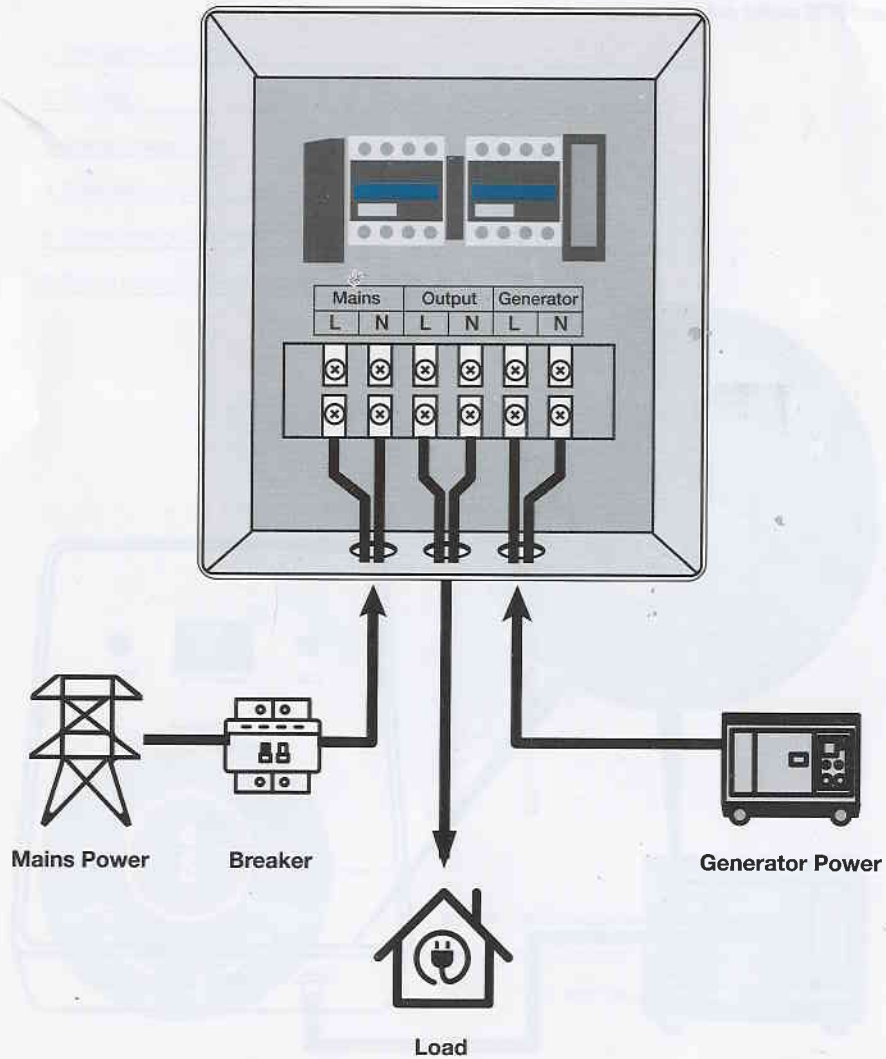 Mains Output Generator
L N L N L N
Mains Power Breaker Generator Power
Load